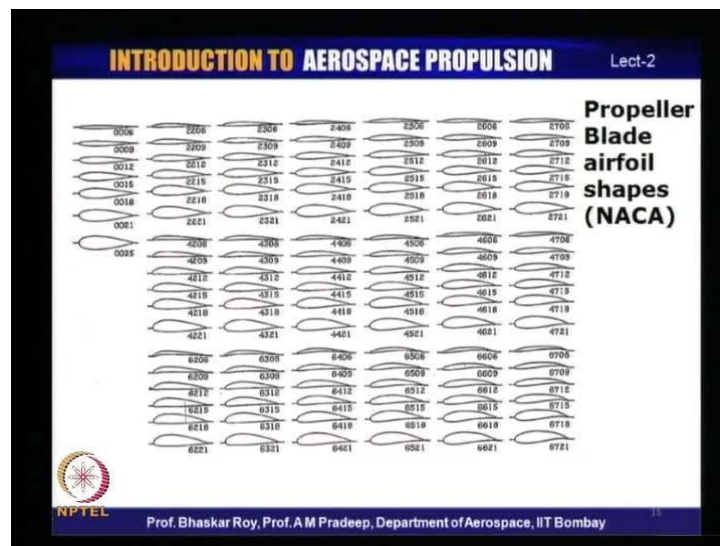 INTRODUCTION TO AEROSPACE PROPULSION Lect-2
Propeller
Blade
airfoil
shapes
(NACA)
0006 2206 2306 2406 2506 2606 2706
0009 2209 2309 2409 2509 2609 2709
0012 2212 2312 2412 2512 2612 2712
0015 2215 2315 2415 2515 2615 2715
0018 2218 2318 2418 2518 2618 2718
0021 2221 2321 2421 2521 2621 2721
0025 4206 4306 4406 4506 4606 4706
4209 4309 4409 4509 4609 4709
4212 4312 4412 4512 4612 4712
4215 4315 4415 4515 4615 4715
4218 4318 4418 4518 4618 4718
4221 4321 4421 4521 4621 4721
6206 6306 6406 6506 6606 6706
6209 6309 6409 6509 6609 6709
6212 6312 6412 6512 6612 6712
6215 6315 6415 6515 6615 6715
6218 6318 6418 6518 6618 6718
6221 6321 6421 6521 6621 6721
NPTEL
Prof. Bhaskar Roy, Prof. A M Pradeep, Department of Aerospace, IIT Bombay
15